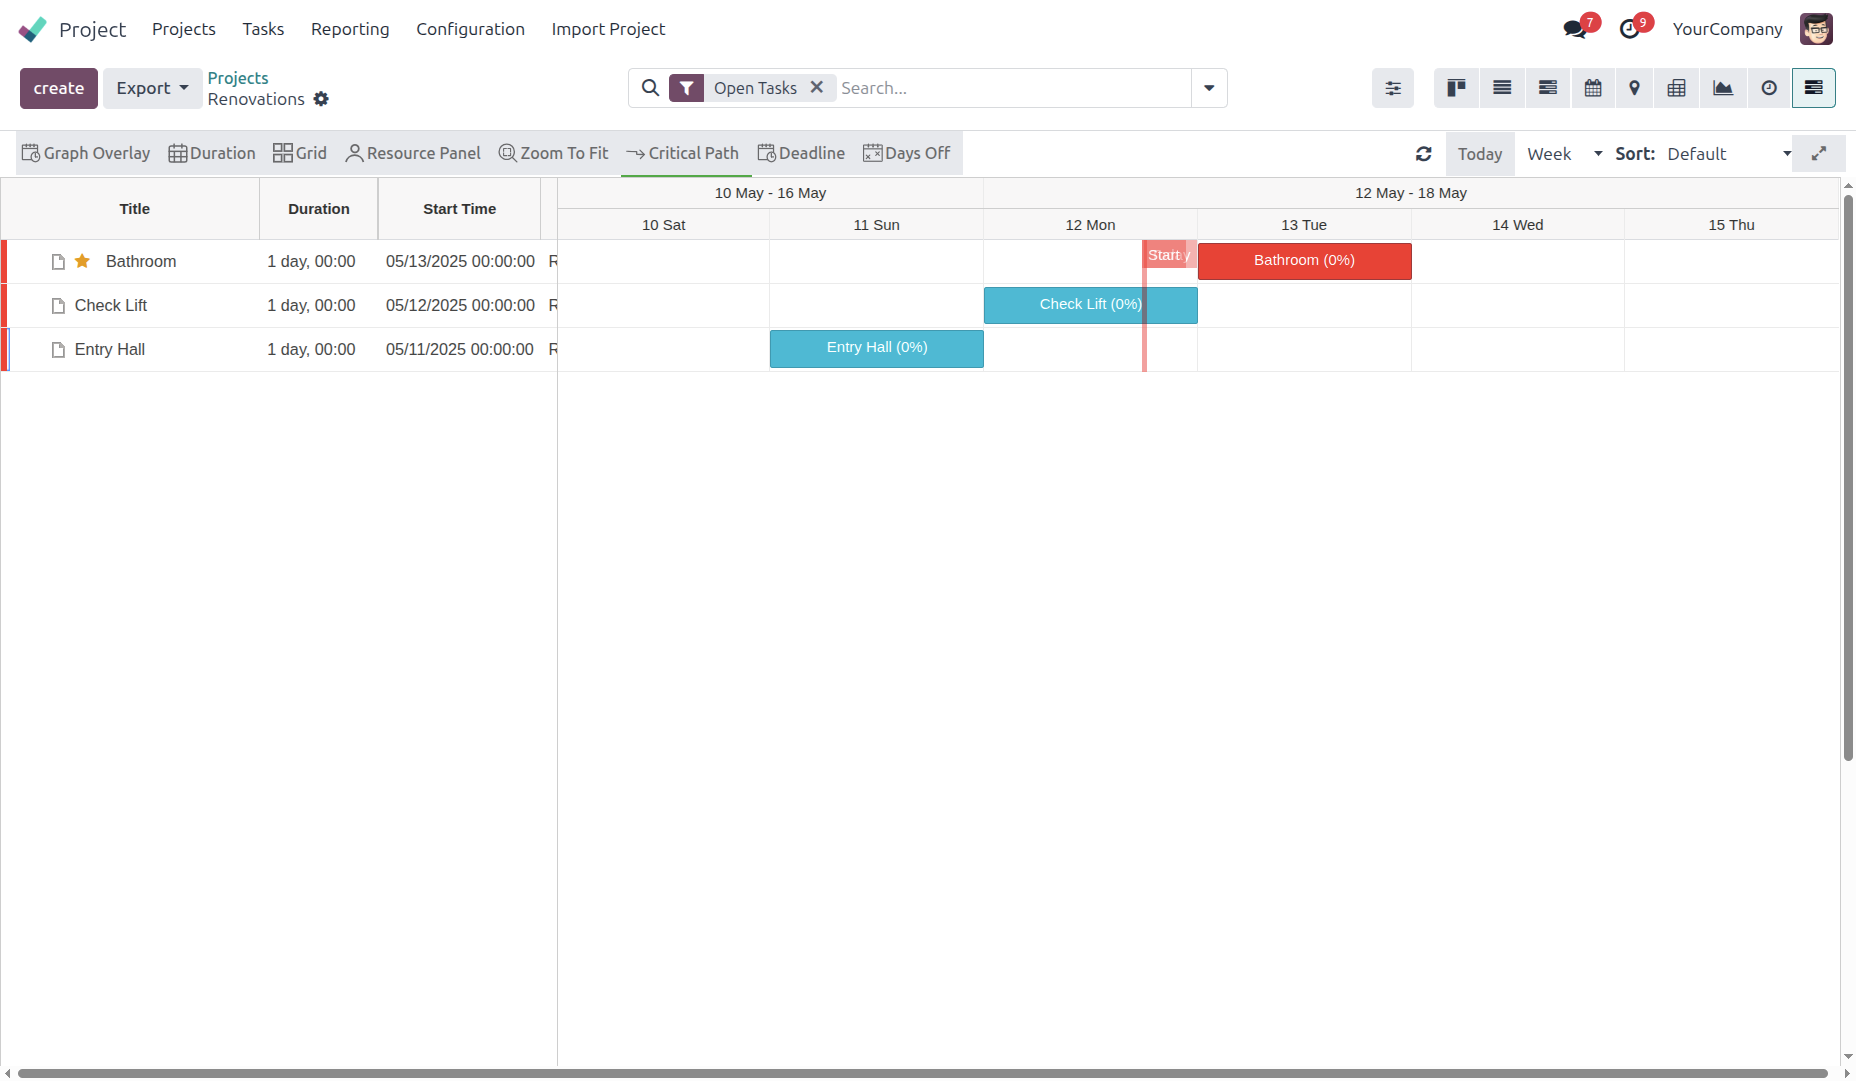 Project Projects Tasks Reporting Configuration Import Project 7 9 YourCompany
create Export Projects Open Tasks Search...
Renovations
Graph Overlay Duration Grid Resource Panel Zoom To Fit Critical Path Deadline Days Off Today Week Sort: Default
Title Duration Start Time 10 May - 16 May 12 May - 18 May
10 Sat 11 Sun 12 Mon 13 Tue 14 Wed 15 Thu
Bathroom 1 day, 00:00 05/13/2025 00:00:00 R Start Bathroom (0%)
Check Lift 1 day, 00:00 05/12/2025 00:00:00 R Check Lift (0%)
Entry Hall 1 day, 00:00 05/11/2025 00:00:00 R Entry Hall (0%)